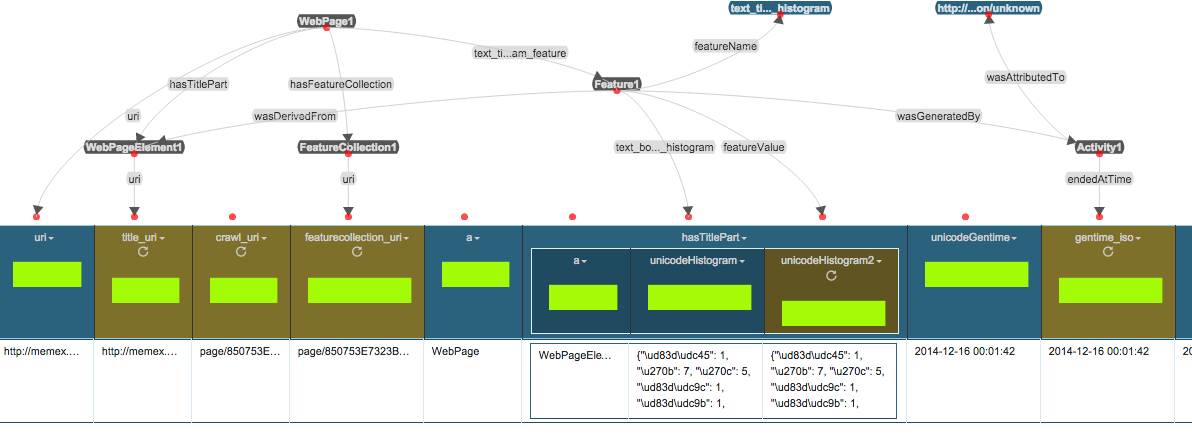 text_ti..._histogram
http://...on/unknown
WebPage1
featureName
text_ti...am_feature
wasAttributedTo
hasTitlePart
hasFeatureCollection
Feature1
uri
wasDerivedFrom
wasGeneratedBy
WebPageElement1
FeatureCollection1
text_bo..._histogram
featureValue
Activity1
uri
uri
endedAtTime
uri
title_uri
crawl_uri
featurecollection_uri
a
hasTitlePart
unicodeGentime
gentime_iso
a
unicodeHistogram
unicodeHistogram2
http://memex....
http://memex....
page/850753E...
page/850753E7323B...
WebPage
WebPageEle...
{"\ud83d\udc45": 1,
"\u270b": 7, "\u270c": 5,
"\ud83d\udc9c": 1,
"\ud83d\udc9b": 1,
{"\ud83d\udc45": 1,
"\u270b": 7, "\u270c": 5,
"\ud83d\udc9c": 1,
"\ud83d\udc9b": 1,
2014-12-16 00:01:42
2014-12-16 00:01:42